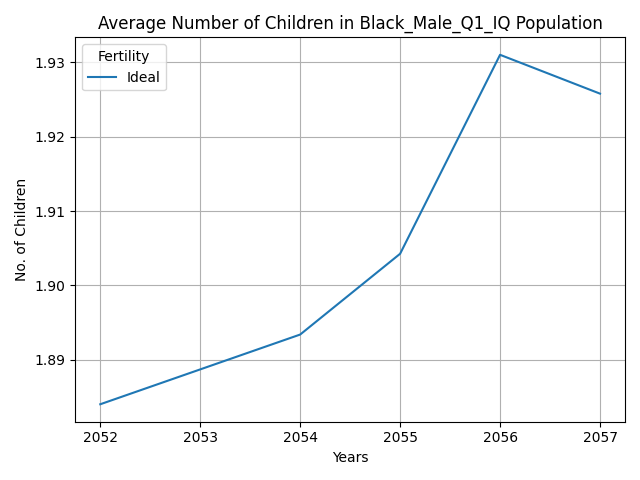 Average Number of Children in Black_Male_Q1_IQ Population
Fertility
Ideal
No. of Children
1.93
1.92
1.91
1.90
1.89
2052 2053 2054 2055 2056 2057
Years